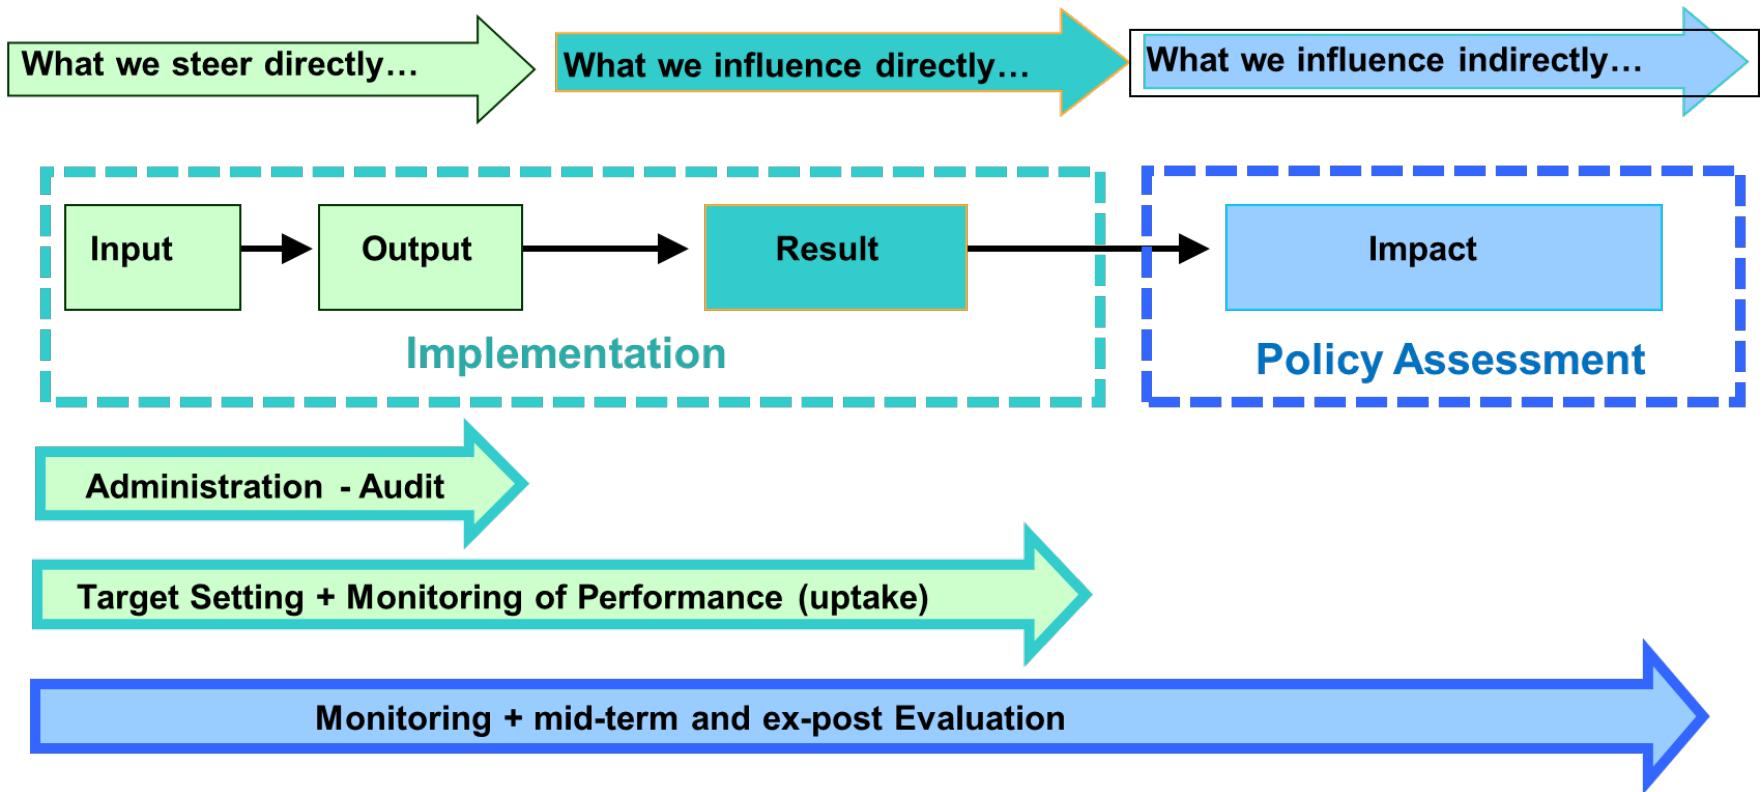 What we steer directly…
What we influence directly…
What we influence indirectly…
Input
Output
Result
Impact
Implementation
Policy Assessment
Administration - Audit
Target Setting + Monitoring of Performance (uptake)
Monitoring + mid-term and ex-post Evaluation